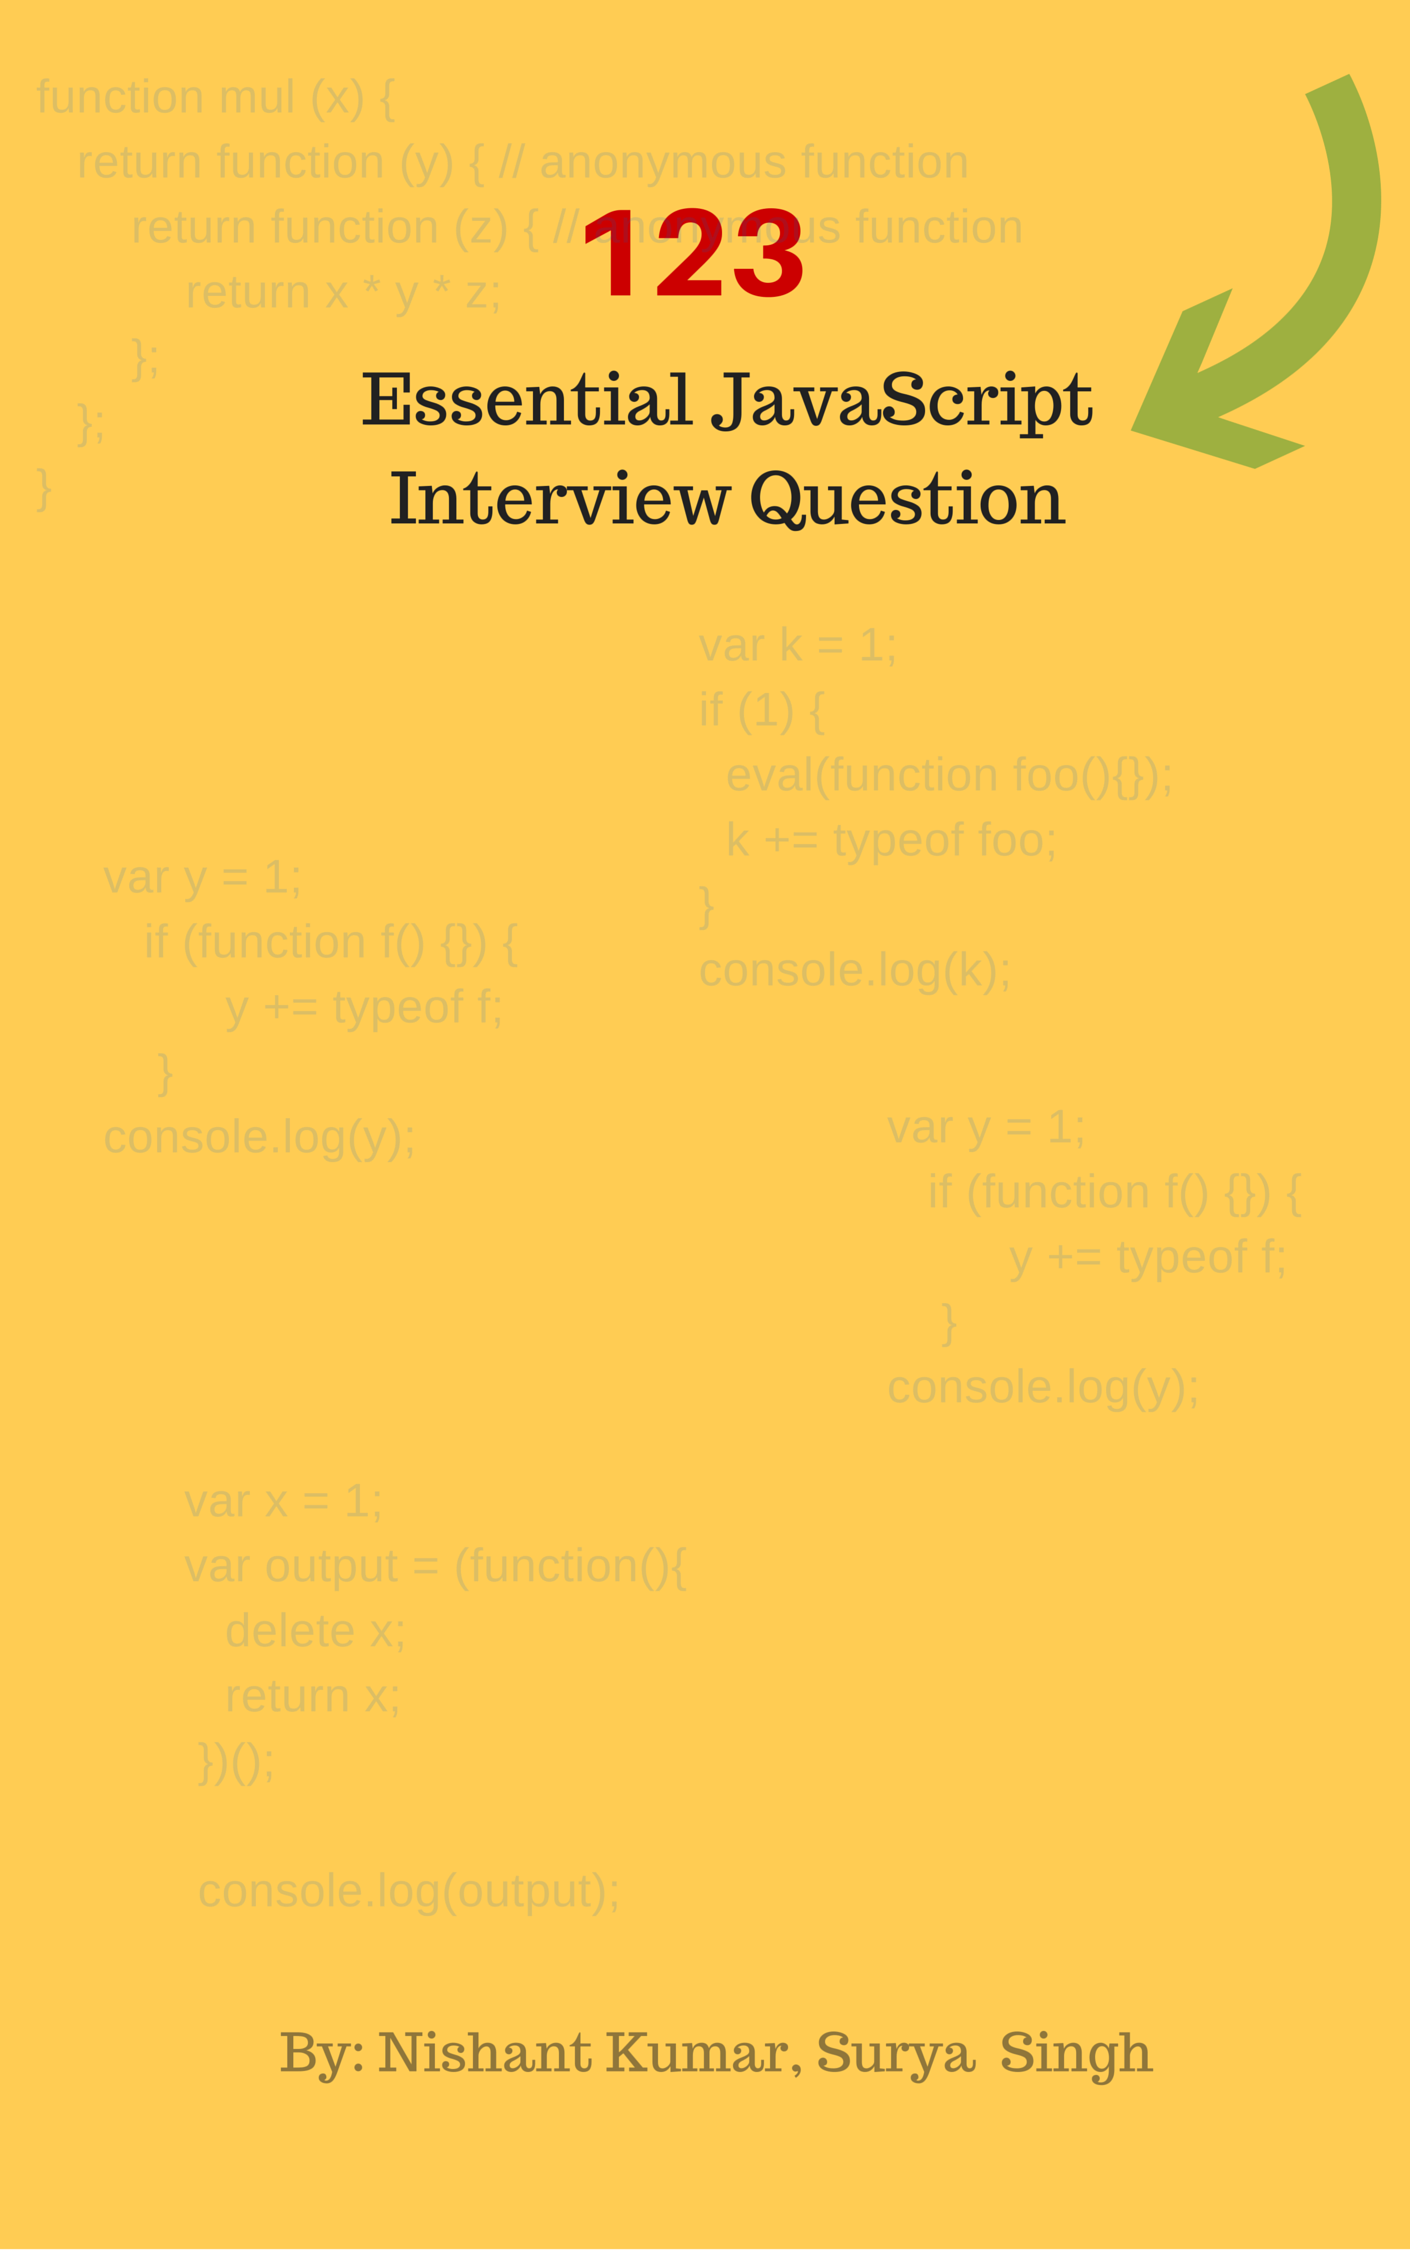 function mul (x) {
return function (y) { // anonymous function
return function (z) { // anonymous function
return x * y * z;
};
};
}
123
Essential JavaScript
Interview Question
var k = 1;
if (1) {
eval(function foo(){});
k += typeof foo;
}
console.log(k);
var y = 1;
if (function f() {}) {
y += typeof f;
}
console.log(y);
var y = 1;
if (function f() {}) {
y += typeof f;
}
console.log(y);
var x = 1;
var output = (function(){
delete x;
return x;
})();
console.log(output);
By: Nishant Kumar, Surya Singh